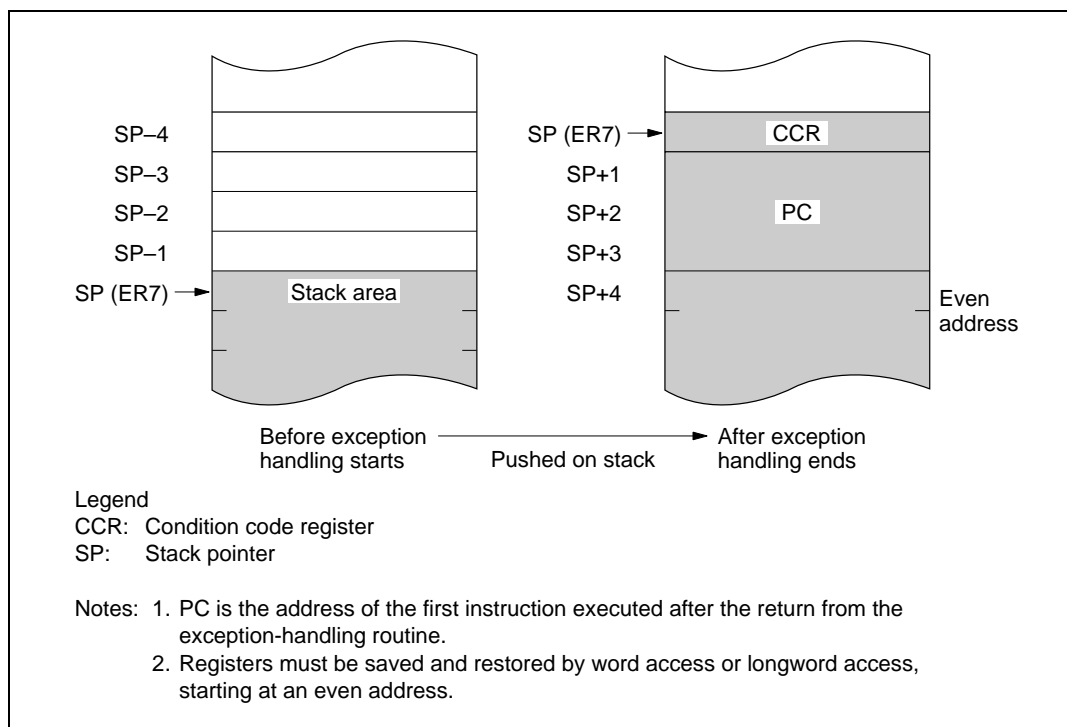 SP–4
SP–3
SP–2
SP–1
SP (ER7)
Stack area
SP (ER7)
CCR
SP+1
SP+2
PC
SP+3
SP+4
Even
address
Before exception
handling starts
Pushed on stack
After exception
handling ends
Legend
CCR: Condition code register
SP: Stack pointer
Notes: 1. PC is the address of the first instruction executed after the return from the
exception-handling routine.
2. Registers must be saved and restored by word access or longword access,
starting at an even address.